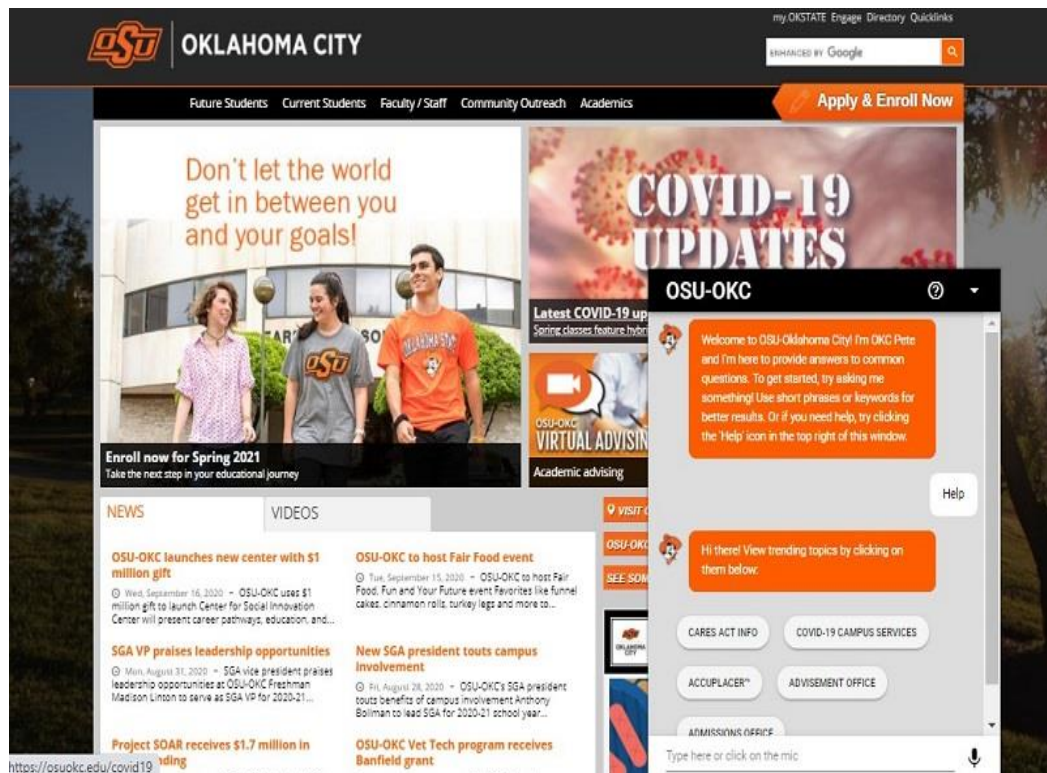 my.OKSTATE Engage Directory Quicklinks
OSU
OKLAHOMA CITY
ENHANCED BY Google
Future Students Current Students Faculty / Staff Community Outreach Academics
Apply & Enroll Now
Don't let the world
get in between you
and your goals!
OSU
OKLAHOMA STATE
Enroll now for Spring 2021
Take the next step in your educational journey
COVID-19
UPDATES
Latest COVID-19 up
Spring classes feature hybri
OSU-OKC
VIRTUAL ADVISIN
Academic advising
NEWS
VIDEOS
OSU-OKC launches new center with $1
million gift
Wed, September 16, 2020 - OSU-OKC uses $1
million gift to launch Center for Social Innovation
Center will present career pathways, education, and...
OSU-OKC to host Fair Food event
Tue, September 15, 2020 - OSU-OKC to host Fair
Food, Fun and Your Future event Favorites like funnel
cakes, cinnamon rolls, turkey legs and more to...
SGA VP praises leadership opportunities
Mon, August 31, 2020 - SGA vice president praises
leadership opportunities at OSU-OKC Freshman
Madison Linton to serve as SGA VP for 2020-21...
New SGA president touts campus
involvement
Fri, August 28, 2020 - OSU-OKC's SGA president
touts benefits of campus involvement Anthony
Bollman to lead SGA for 2020-21 school year...
Project SOAR receives $1.7 million in
nding
OSU-OKC Vet Tech program receives
Banfield grant
VISIT
OSU-OKC
SEE SOM
OKLAHOMA
CITY
OSU-OKC
Welcome to OSU-Oklahoma City! I'm OKC Pete
and I'm here to provide answers to common
questions. To get started, try asking me
something! Use short phrases or keywords for
better results. Or if you need help, try clicking
the 'Help' icon in the top right of this window.
Help
Hi there! View trending topics by clicking on
them below:
CARES ACT INFO
COVID-19 CAMPUS SERVICES
ACCUPLACER™
ADVISEMENT OFFICE
ADMISSIONS OFFICE
Type here or click on the mic
https://osuokc.edu/covid19